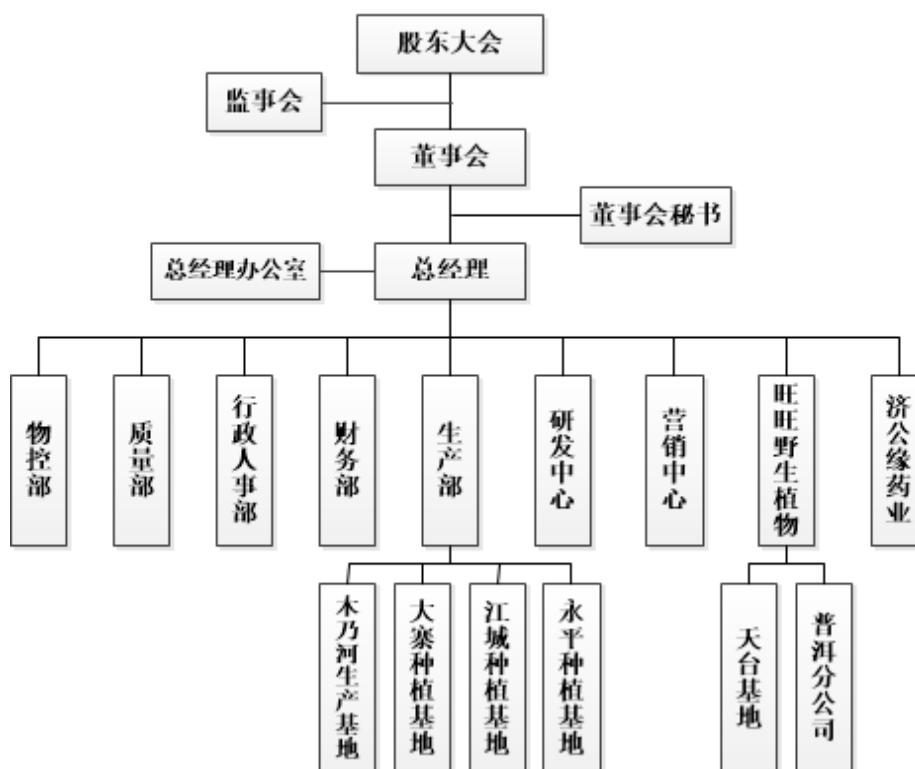 股东大会
监事会
董事会
董事会秘书
总经理办公室
总经理
物控部
质量部
行政人事部
财务部
生产部
研发中心
营销中心
旺旺野生植物
济公缘药业
木乃河生产基地
大寨种植基地
江城种植基地
永平种植基地
天台基地
普洱分公司